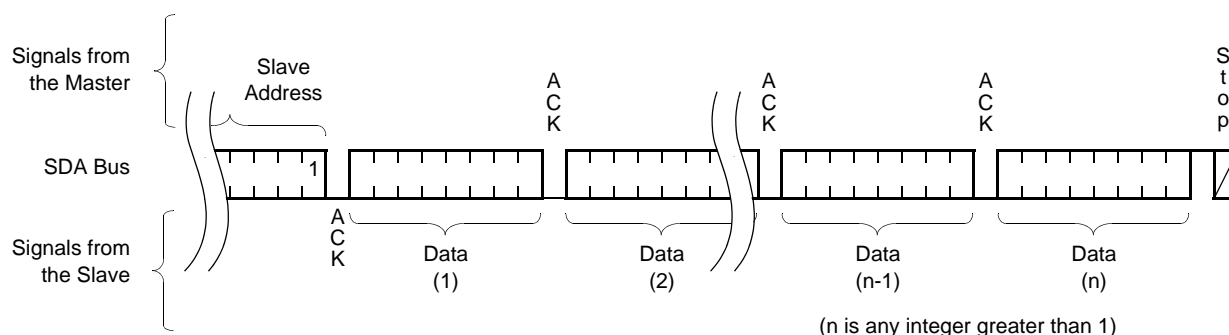 Signals from
the Master
Slave
Address
A
C
K
A
C
K
A
C
K
S
t
o
p
SDA Bus
1
A
C
K
Signals from
the Slave
Data
(1)
Data
(2)
Data
(n-1)
Data
(n)
(n is any integer greater than 1)